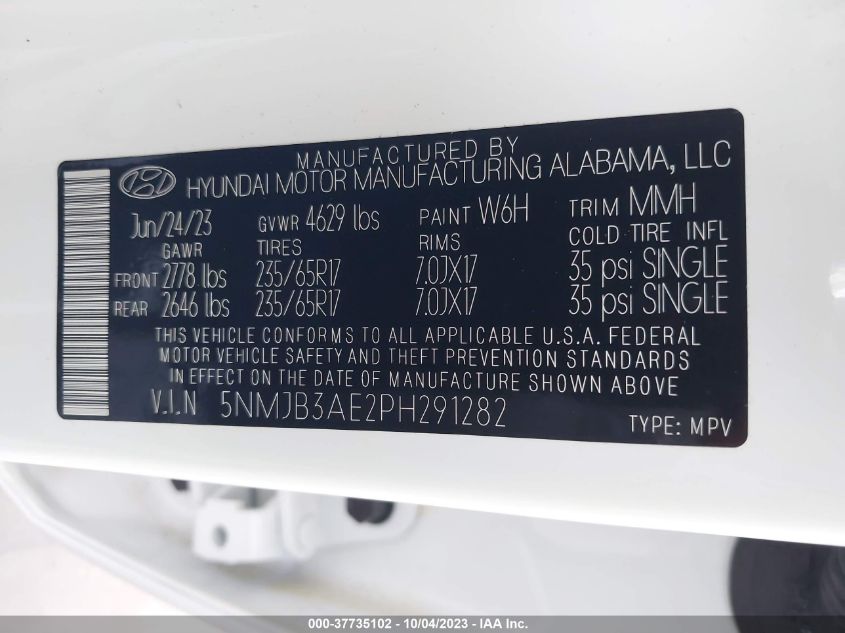 MANUFACTURED BY
HYUNDAI MOTOR MANUFACTURING ALABAMA, LLC
Jun/24/23 GVWR 4629 lbs PAINT W6H TRIM MMH
GAWR TIRES RIMS COLD TIRE INFL
FRONT 2778 lbs 235/65R17 7.0JX17 35 psi SINGLE
REAR 2646 lbs 235/65R17 7.0JX17 35 psi SINGLE
THIS VEHICLE CONFORMS TO ALL APPLICABLE U.S.A. FEDERAL
MOTOR VEHICLE SAFETY AND THEFT PREVENTION STANDARDS
IN EFFECT ON THE DATE OF MANUFACTURE SHOWN ABOVE
V.I.N 5NMJB3AE2PH291282
TYPE: MPV
000-37735102 - 10/04/2023 - IAA Inc.